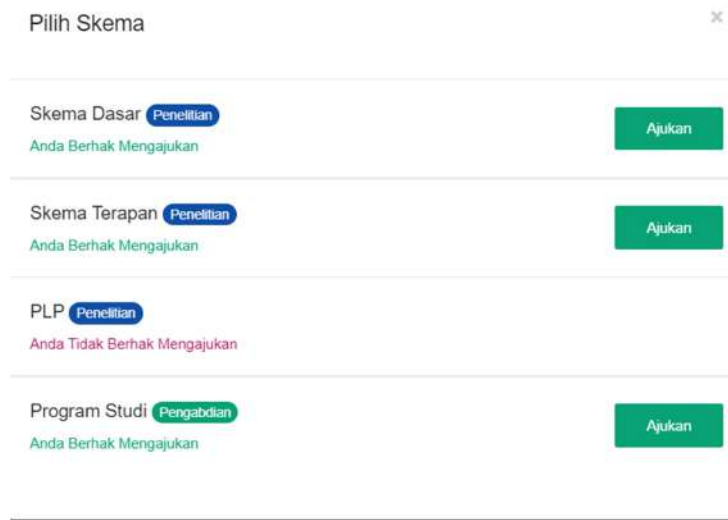 Pilih Skema
Skema Dasar Penelitian
Anda Berhak Mengajukan
Ajukan
Skema Terapan Penelitian
Anda Berhak Mengajukan
Ajukan
PLP Penelitian
Anda Tidak Berhak Mengajukan
Program Studi Pengabdian
Anda Berhak Mengajukan
Ajukan